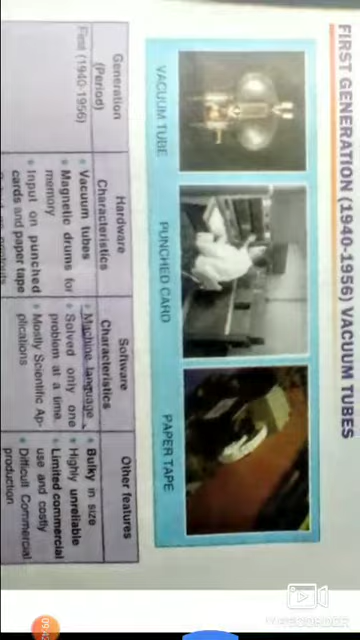 FIRST GENERATION (1940-1956) VACUUM TUBES
VACUUM TUBE
PUNCHED CARD
PAPER TAPE
Generation
(Period)
Hardware
Characteristics
Software
Characteristics
Other features
First (1940-1956)
• Vacuum tubes
• Magnetic drums for
memory
• Input on punched
cards and paper tape
• Machine language
• Solved only one
problem at a time
• Mostly Scientific Ap-
plications
• Bulky in size
• Highly unreliable
• Limited commercial
use and costly
• Difficult Commercial
production
RECORDER